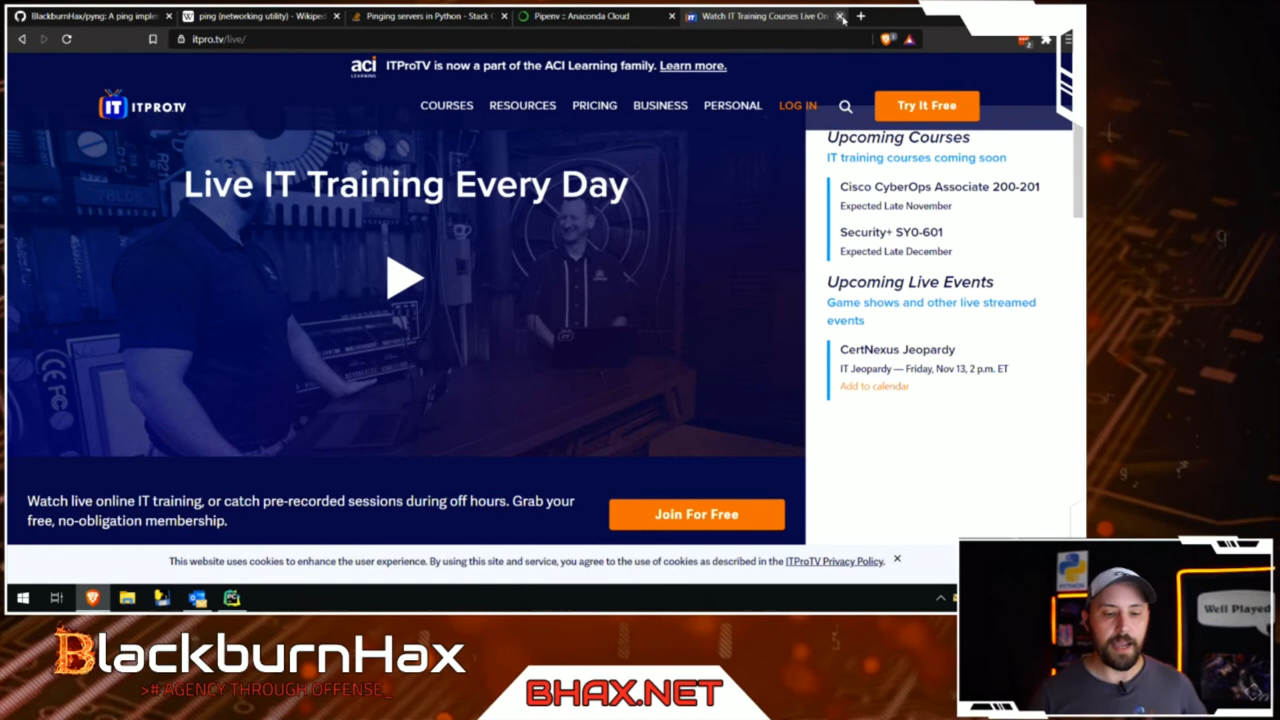 BlackburnHax/pyng: A ping imple
ping (networking utility) - Wikiped
Pinging servers in Python - Stack
Pipenv :: Anaconda Cloud
Watch IT Training Courses Live On
itpro.tv/live/
aci LEARNING
ITProTV is now a part of the ACI Learning family. Learn more.
IT ITPROTV
COURSES RESOURCES PRICING BUSINESS PERSONAL LOG IN Try It Free
Live IT Training Every Day
Upcoming Courses
IT training courses coming soon
Cisco CyberOps Associate 200-201
Expected Late November
Security+ SY0-601
Expected Late December
Upcoming Live Events
Game shows and other live streamed
events
CertNexus Jeopardy
IT Jeopardy — Friday, Nov 13, 2 p.m. ET
Add to calendar
Watch live online IT training, or catch pre-recorded sessions during off hours. Grab your
free, no-obligation membership.
Join For Free
This website uses cookies to enhance the user experience. By using this site and service, you agree to the use of cookies as described in the ITProTV Privacy Policy.
PYTHON
Well Played
BlackburnHax
># AGENCY THROUGH OFFENSE_
BHAX.NET